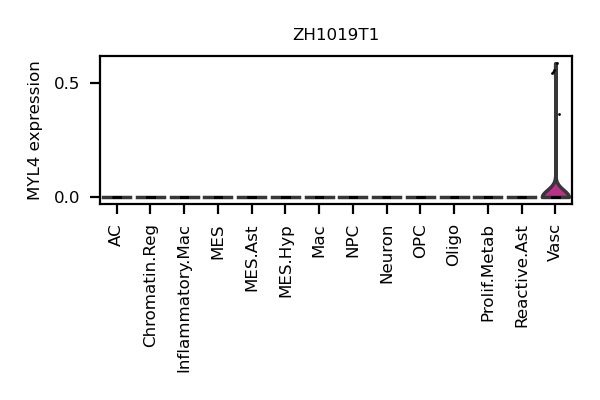 ZH1019T1
MYL4 expression
0.5
0.0
AC
Chromatin.Reg
Inflammatory.Mac
MES
MES.Ast
MES.Hyp
Mac
NPC
Neuron
OPC
Oligo
Prolif.Metab
Reactive.Ast
Vasc